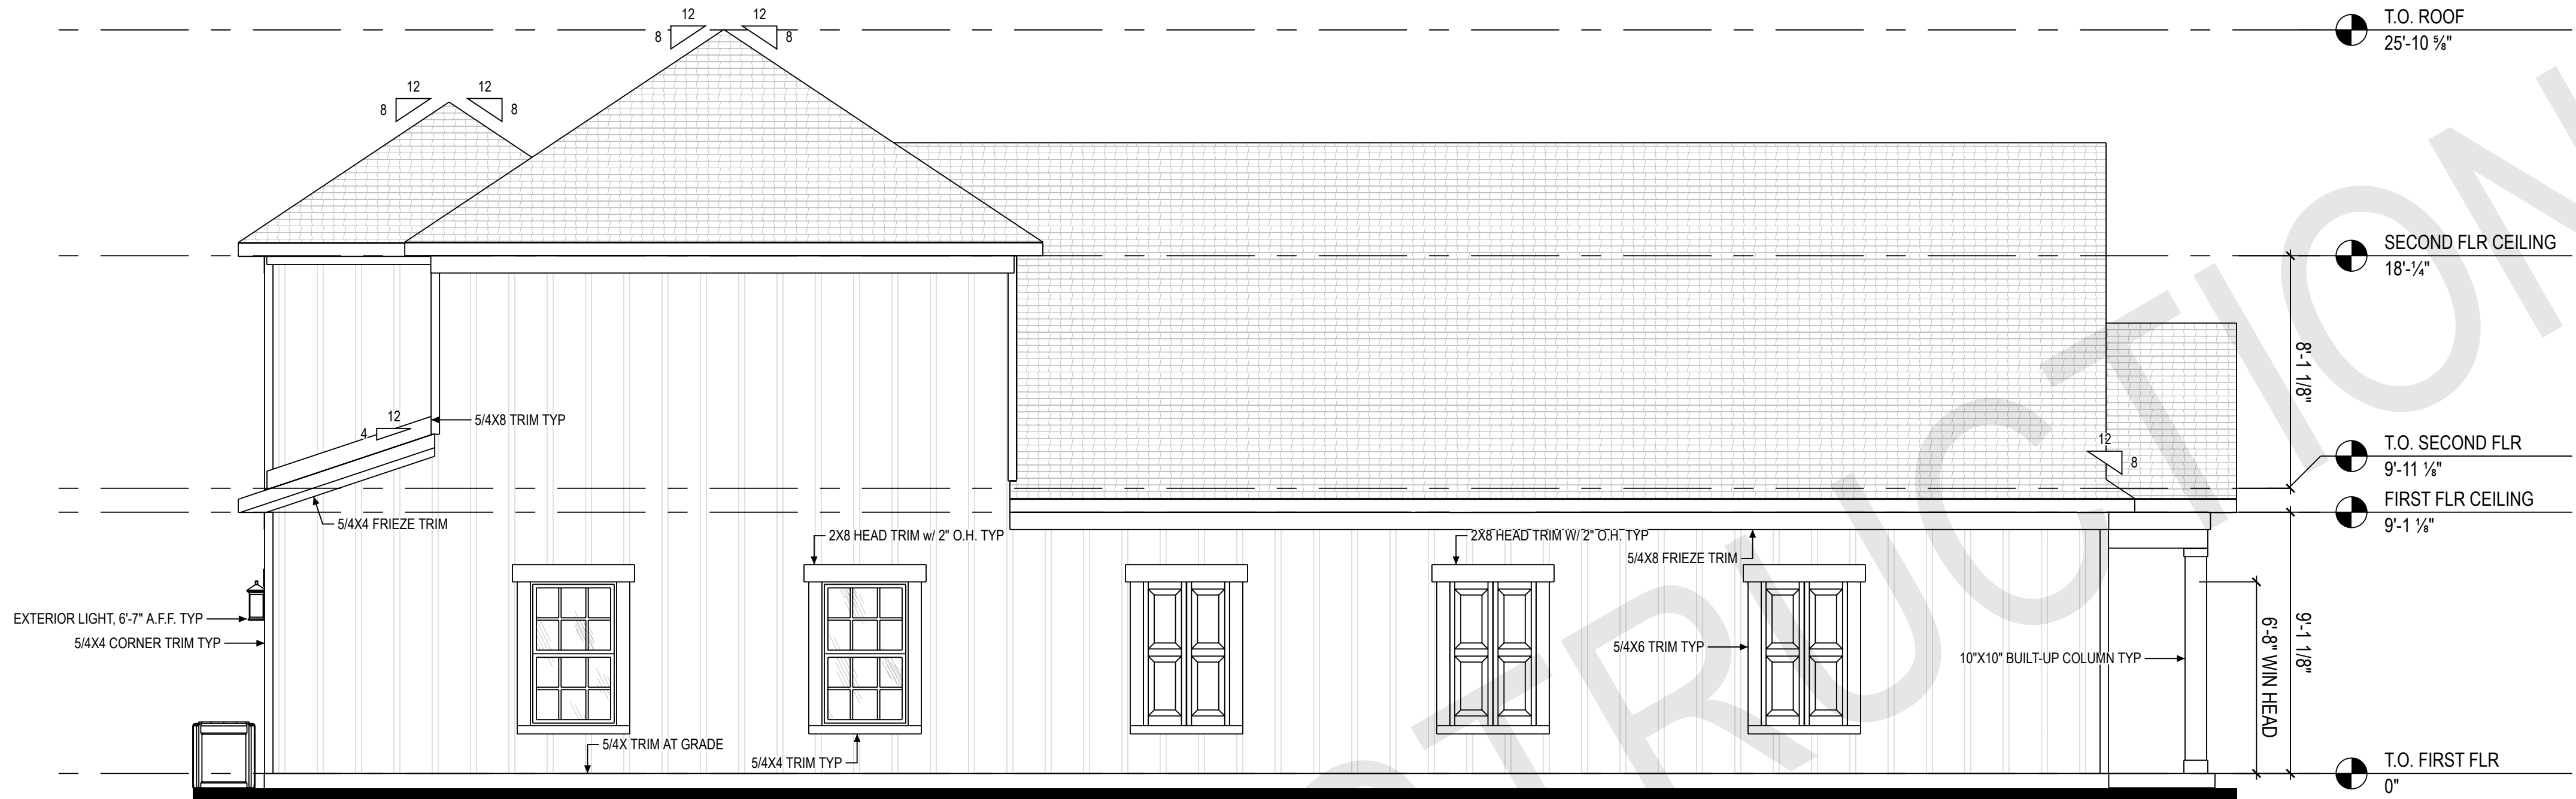 12
12
8
8
12
12
8
8
T.O. ROOF
25'-10 ⅝"
SECOND FLR CEILING
18'-¼"
8'-1 1/8"
12
4
5/4X8 TRIM TYP
12
8
T.O. SECOND FLR
9'-11 ⅛"
FIRST FLR CEILING
9'-1 ⅛"
5/4X4 FRIEZE TRIM
2X8 HEAD TRIM w/ 2" O.H. TYP
2X8 HEAD TRIM W/ 2" O.H. TYP
5/4X8 FRIEZE TRIM
EXTERIOR LIGHT, 6'-7" A.F.F. TYP
5/4X4 CORNER TRIM TYP
5/4X6 TRIM TYP
10"X10" BUILT-UP COLUMN TYP
6'-8" WIN HEAD
9'-1 1/8"
5/4X TRIM AT GRADE
5/4X4 TRIM TYP
T.O. FIRST FLR
0"
TRUCTION